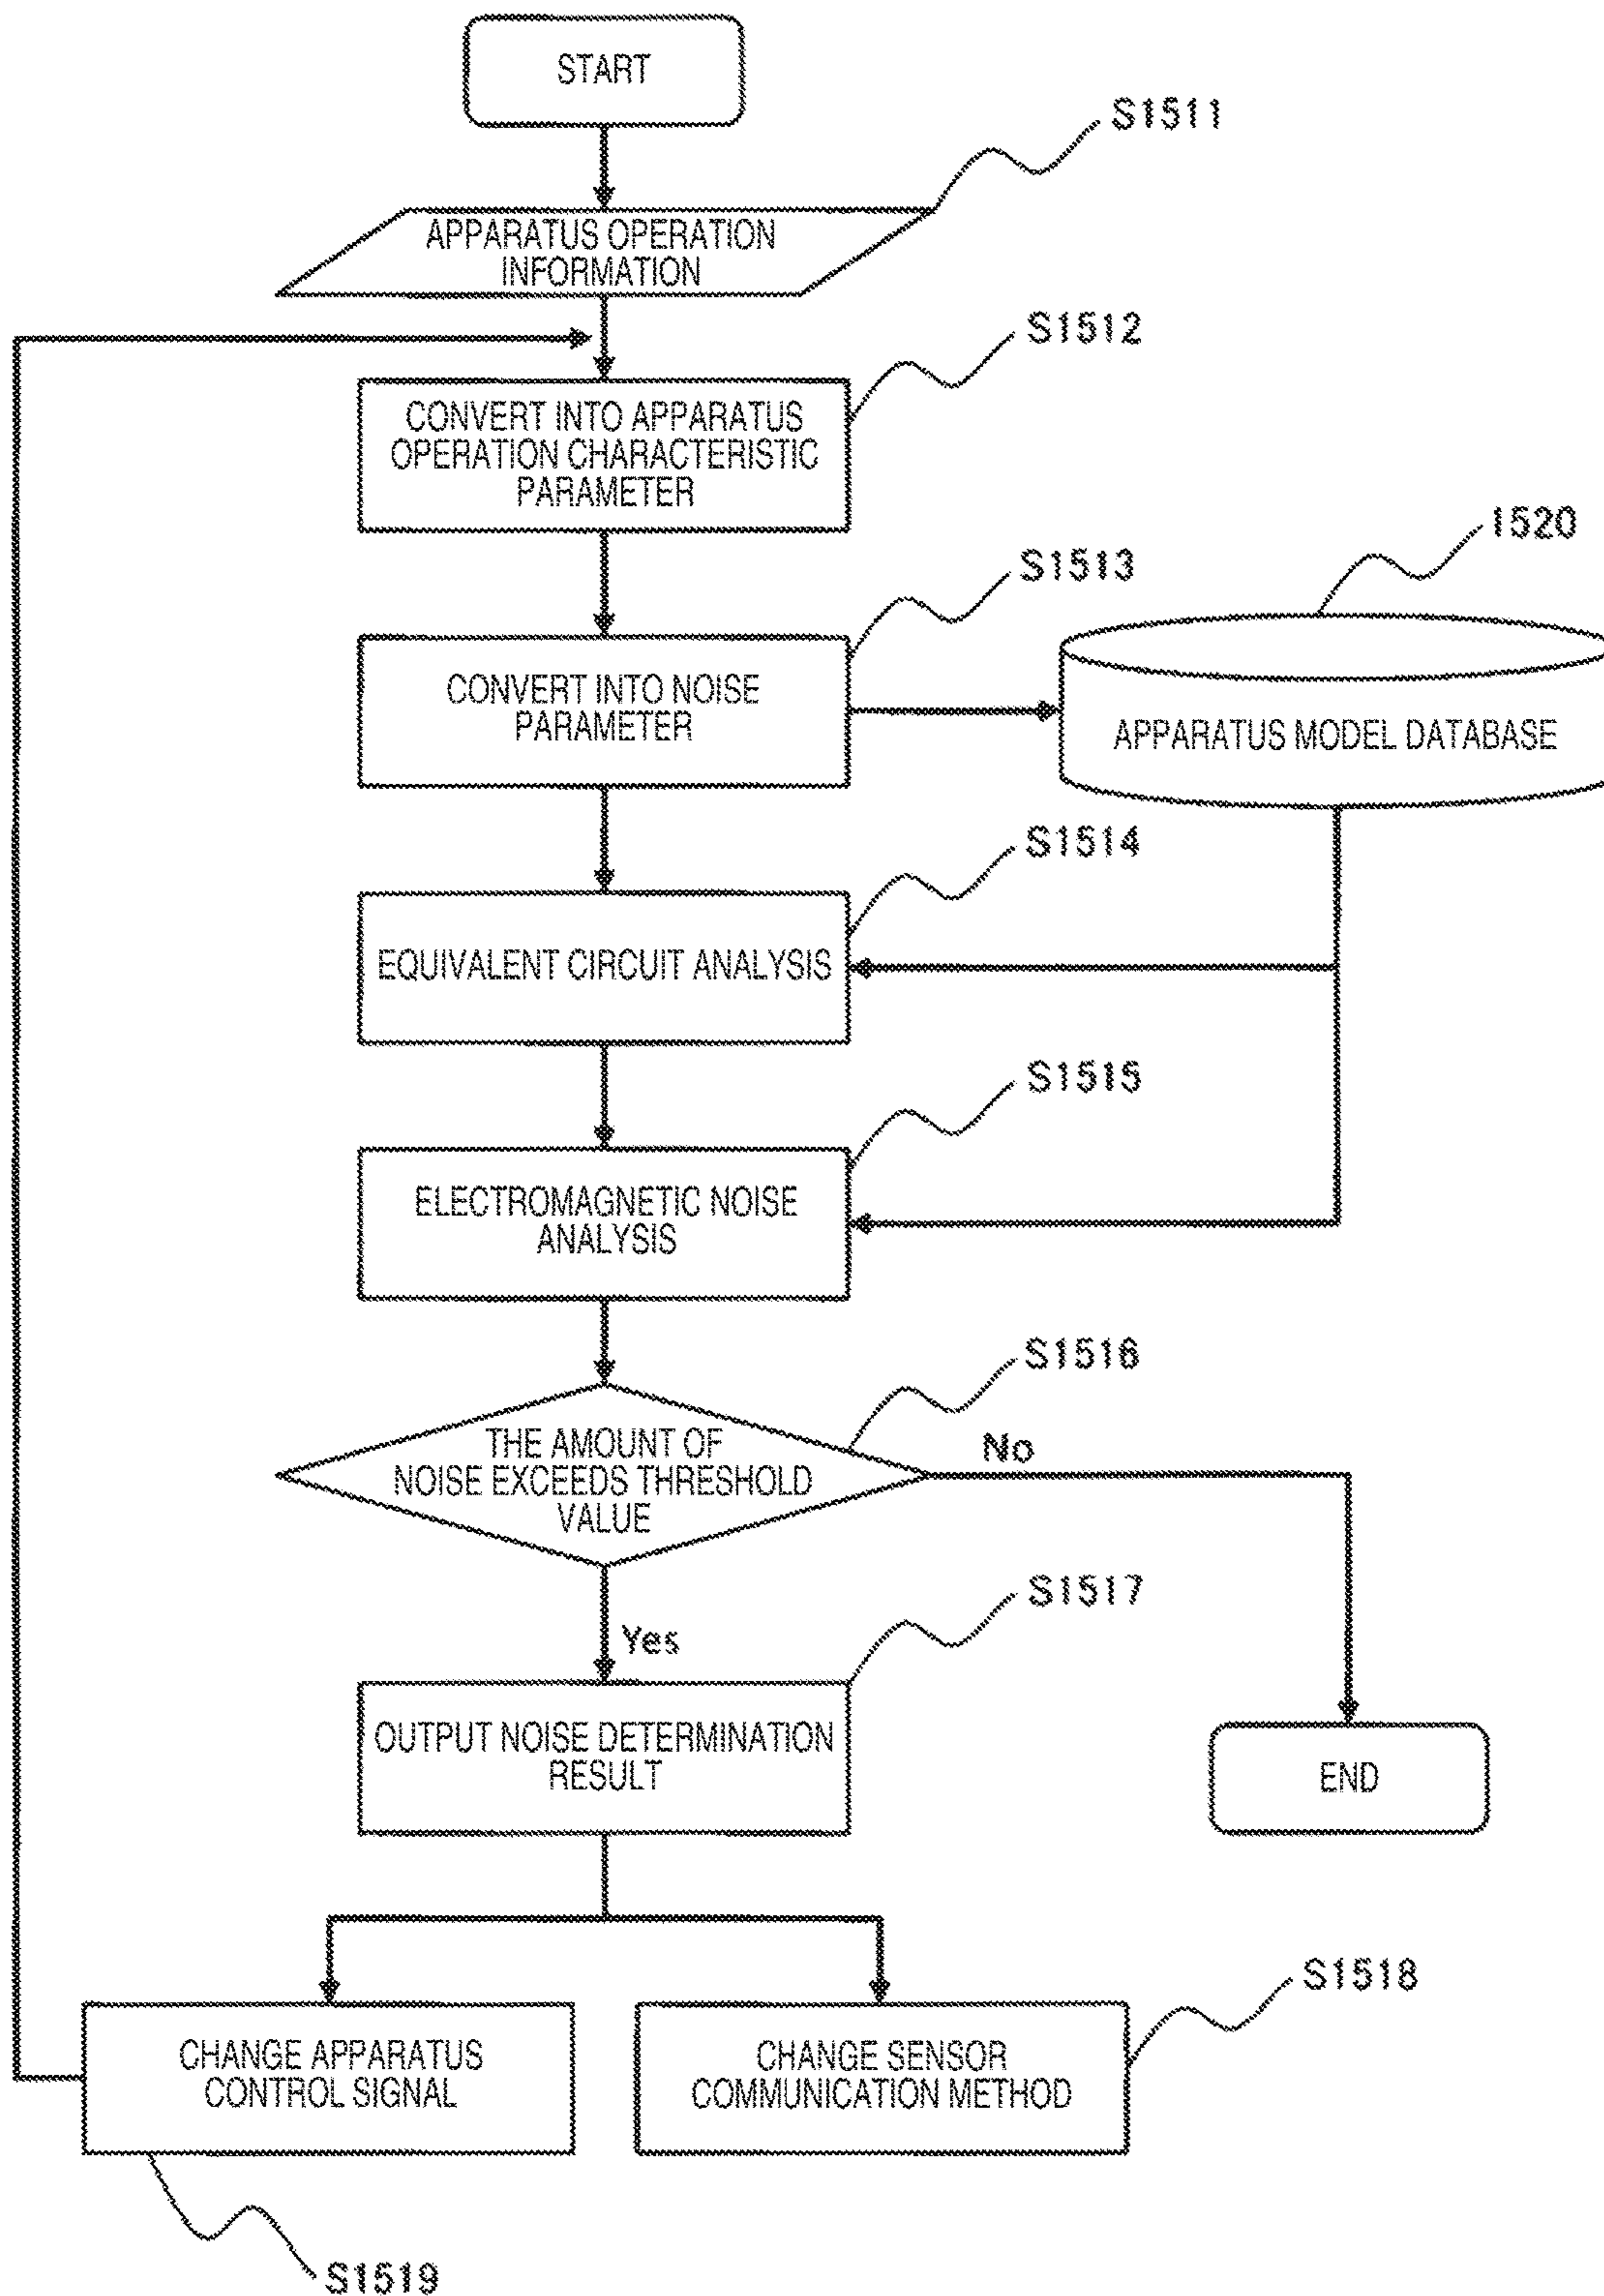 START
S1511
APPARATUS OPERATION
INFORMATION
S1512
CONVERT INTO APPARATUS
OPERATION CHARACTERISTIC
PARAMETER
1520
S1513
CONVERT INTO NOISE
PARAMETER
APPARATUS MODEL DATABASE
S1514
EQUIVALENT CIRCUIT ANALYSIS
S1515
ELECTROMAGNETIC NOISE
ANALYSIS
S1516
THE AMOUNT OF
NOISE EXCEEDS THRESHOLD
VALUE
No
S1517
Yes
OUTPUT NOISE DETERMINATION
RESULT
END
S1518
CHANGE APPARATUS
CONTROL SIGNAL
CHANGE SENSOR
COMMUNICATION METHOD
S1519